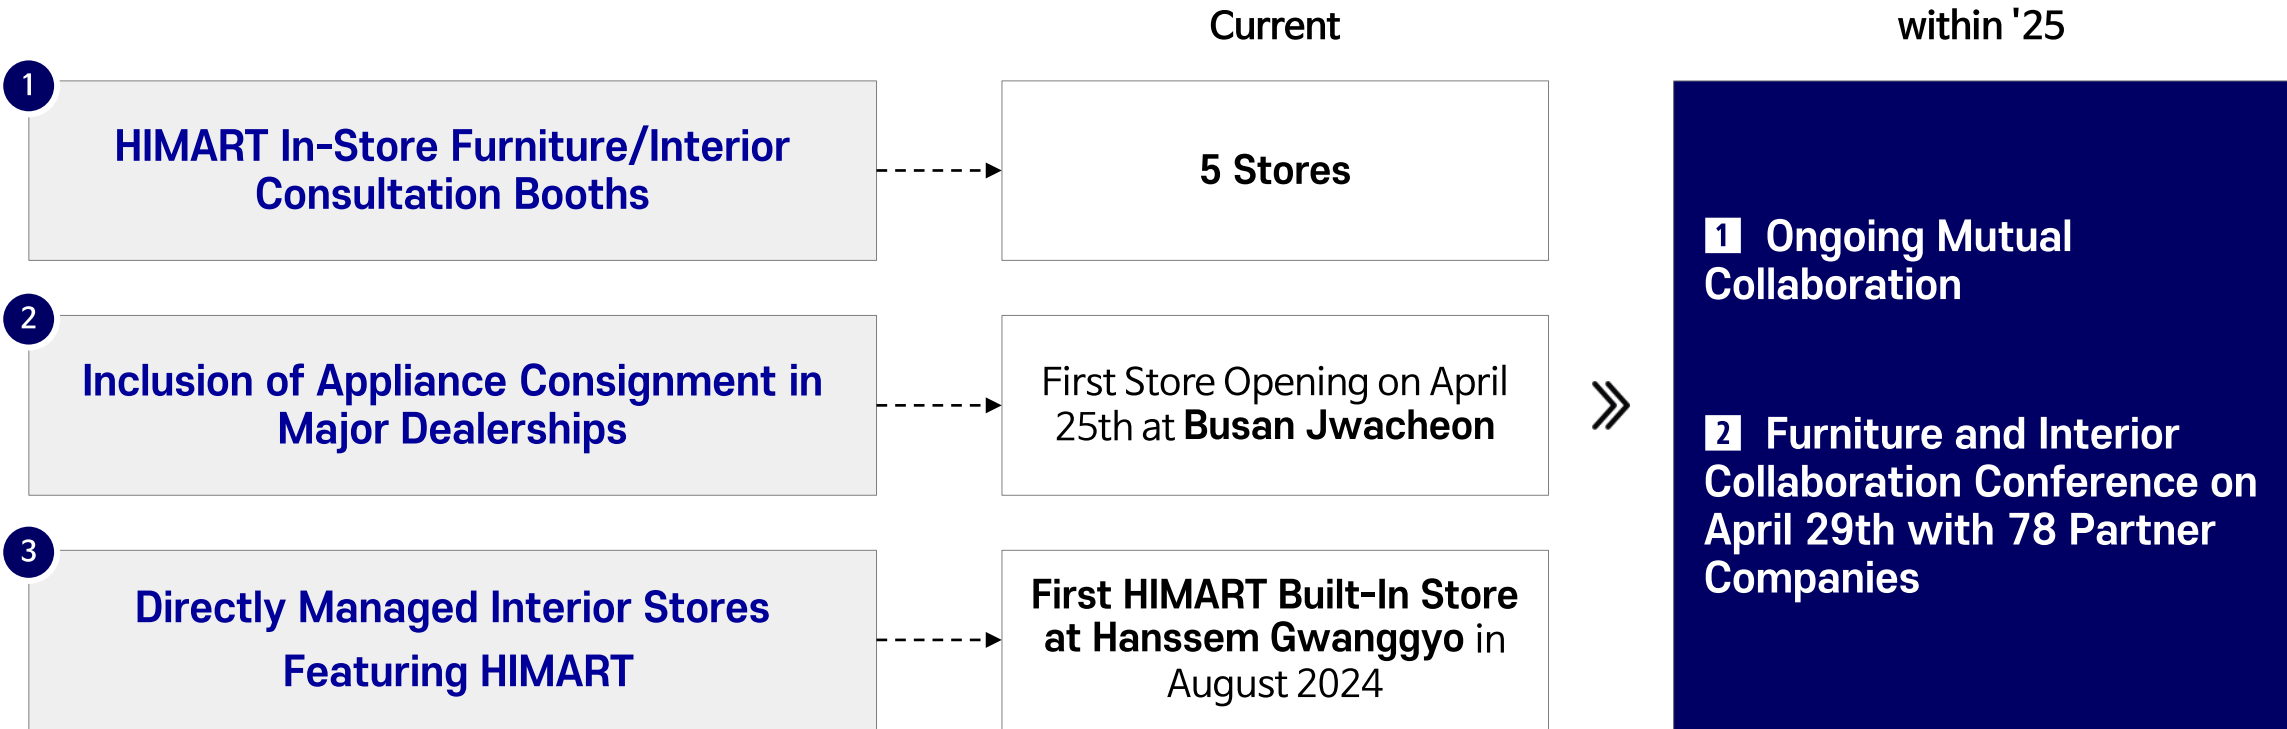 Current
within '25
1
HIMART In-Store Furniture/Interior
Consultation Booths
5 Stores
2
Inclusion of Appliance Consignment in
Major Dealerships
First Store Opening on April
25th at Busan Jwacheon
3
Directly Managed Interior Stores
Featuring HIMART
First HIMART Built-In Store
at Hanssem Gwanggyo in
August 2024
1 Ongoing Mutual
Collaboration
2 Furniture and Interior
Collaboration Conference on
April 29th with 78 Partner
Companies